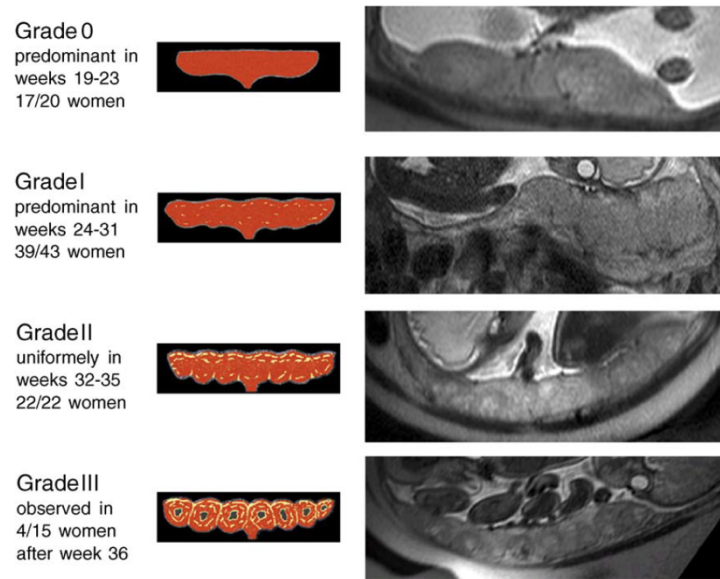 Grade 0
predominant in
weeks 19-23
17/20 women
Grade I
predominant in
weeks 24-31
39/43 women
Grade II
uniformely in
weeks 32-35
22/22 women
Grade III
observed in
4/15 women
after week 36